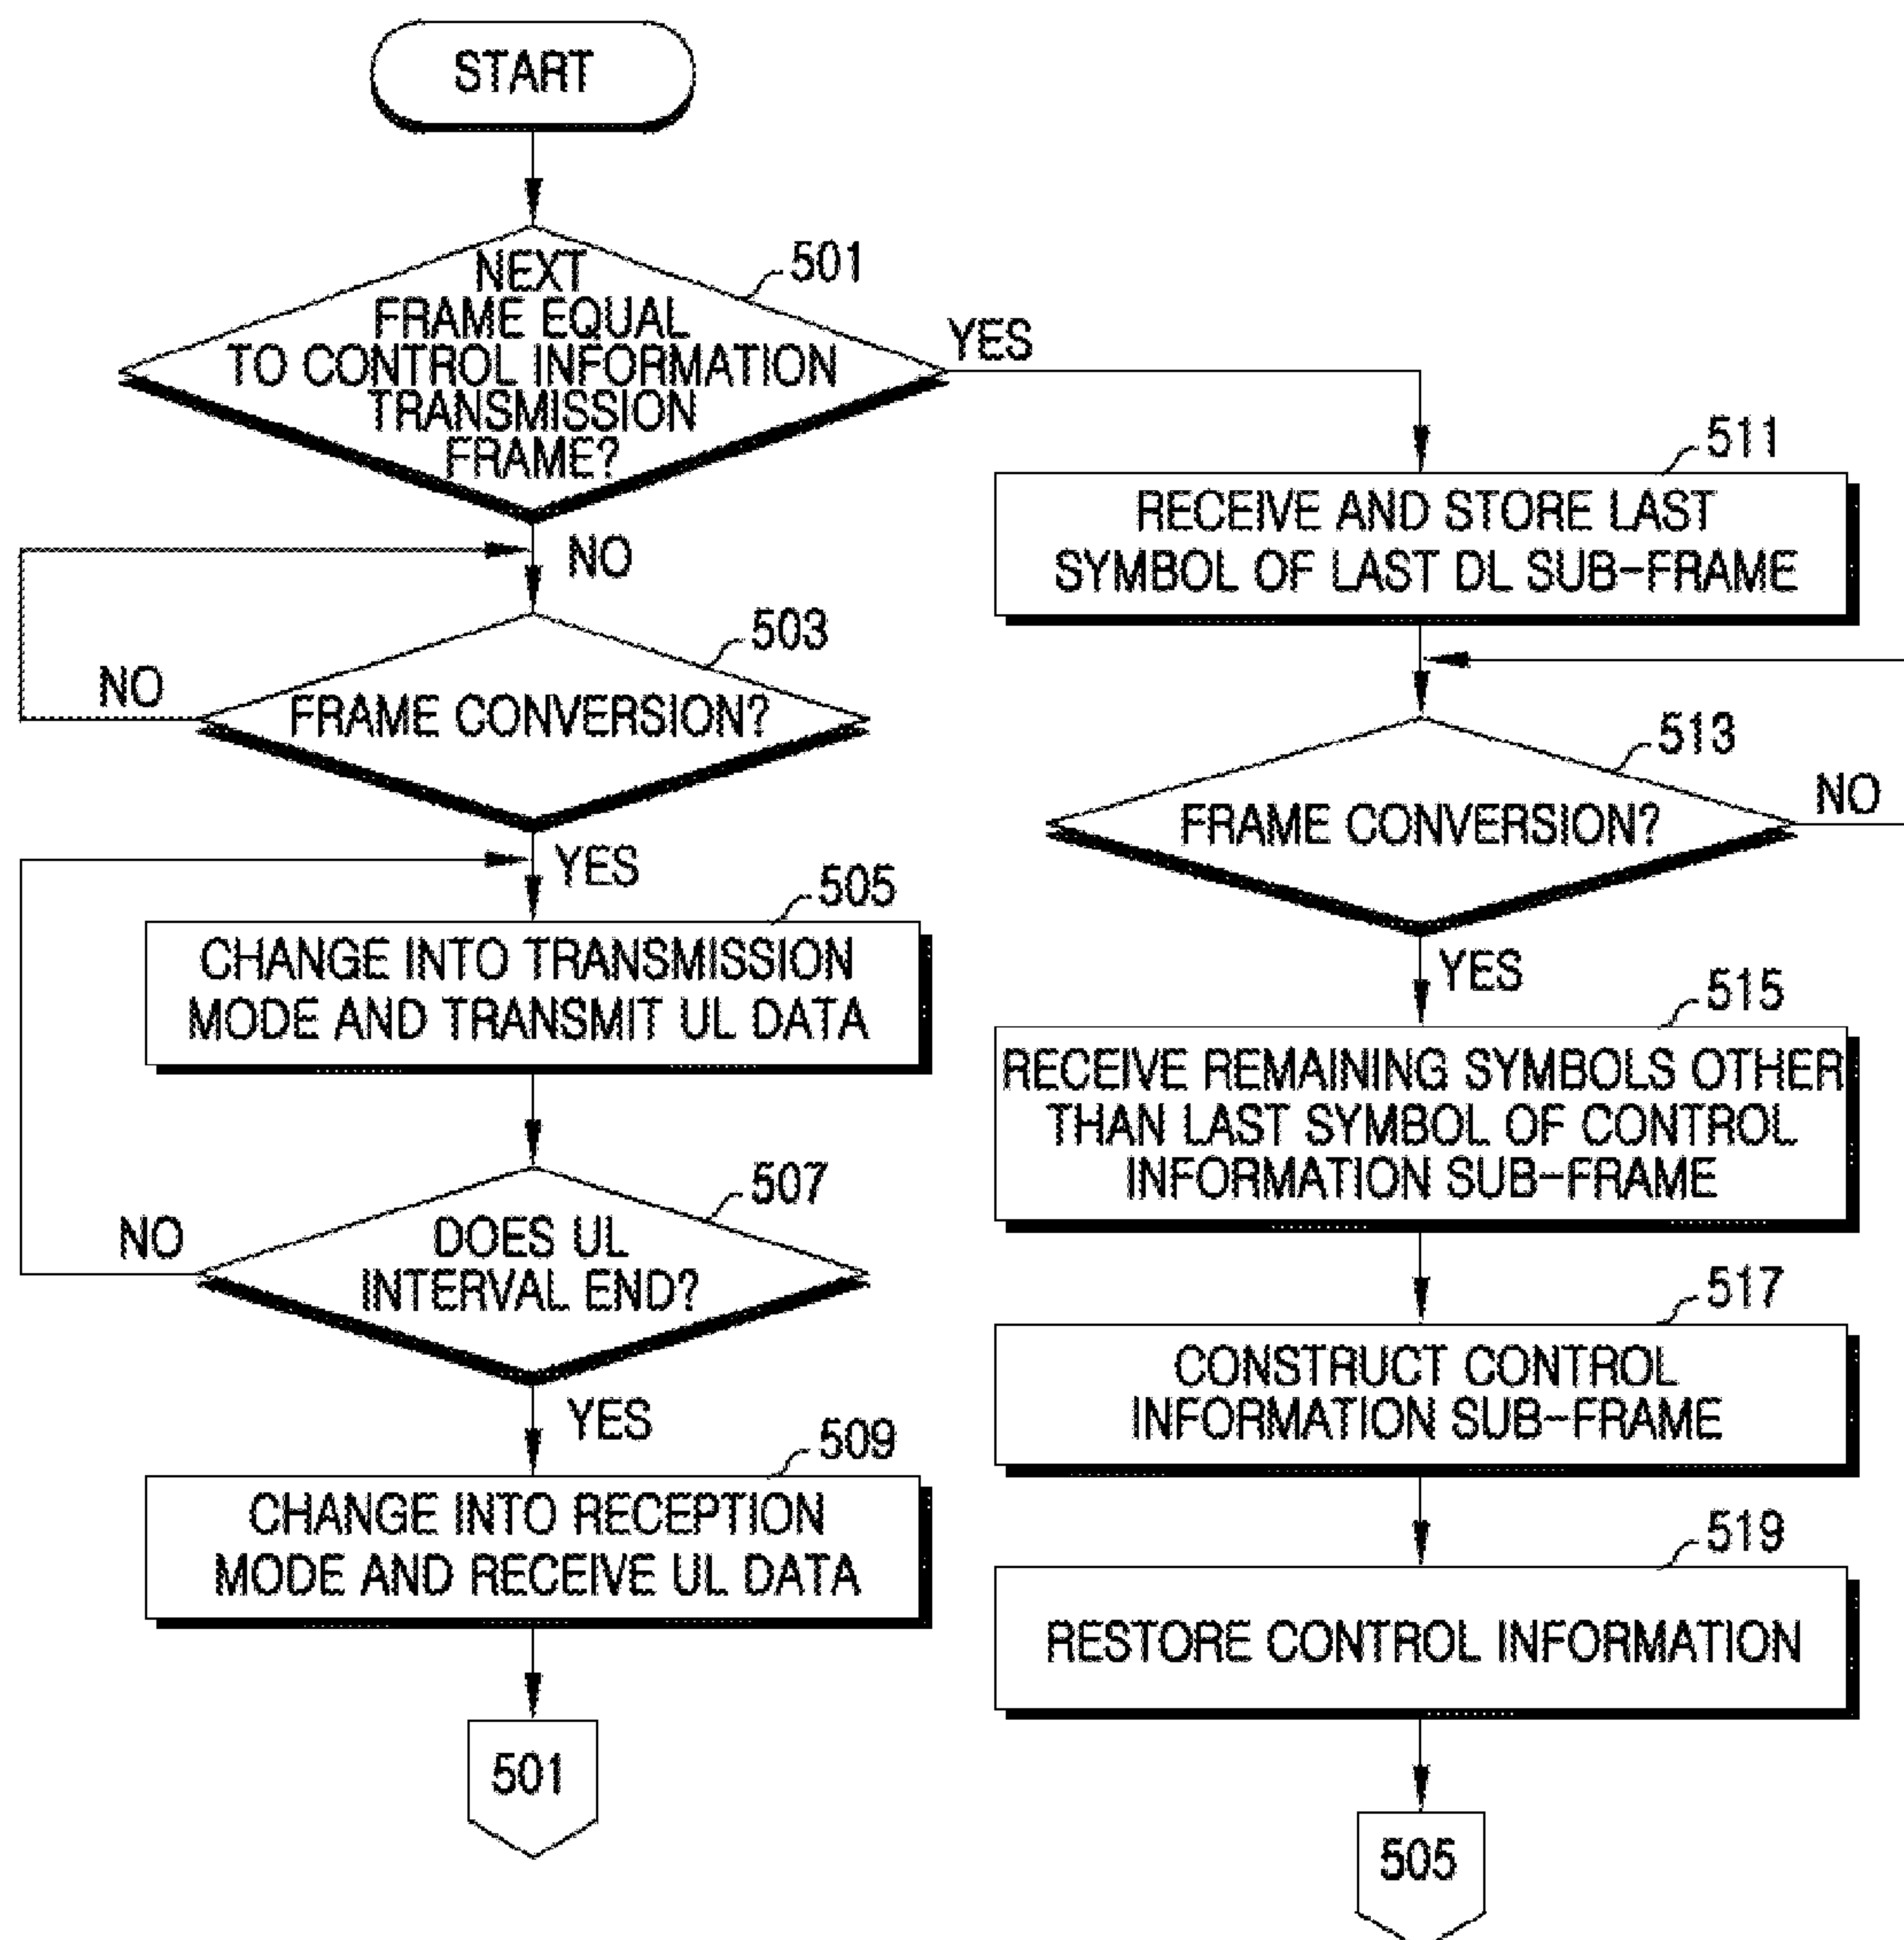 START
501
NEXT
FRAME EQUAL
TO CONTROL INFORMATION
TRANSMISSION
FRAME?
YES
NO
503
FRAME CONVERSION?
NO
YES
505
CHANGE INTO TRANSMISSION
MODE AND TRANSMIT UL DATA
507
DOES UL
INTERVAL END?
NO
YES
509
CHANGE INTO RECEPTION
MODE AND RECEIVE UL DATA
501
511
RECEIVE AND STORE LAST
SYMBOL OF LAST DL SUB-FRAME
513
FRAME CONVERSION?
NO
YES
515
RECEIVE REMAINING SYMBOLS OTHER
THAN LAST SYMBOL OF CONTROL
INFORMATION SUB-FRAME
517
CONSTRUCT CONTROL
INFORMATION SUB-FRAME
519
RESTORE CONTROL INFORMATION
505